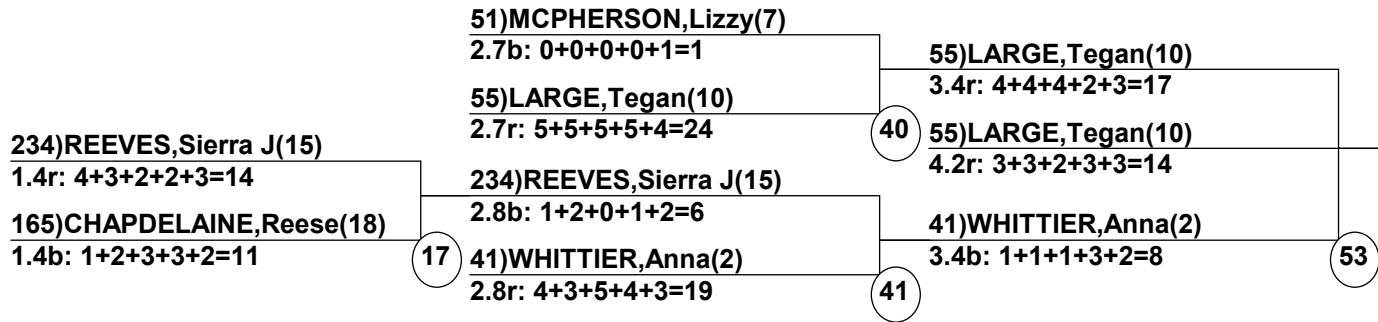 51)MCPHERSON,Lizzy(7)
2.7b: 0+0+0+0+1=1
55)LARGE,Tegan(10)
3.4r: 4+4+4+2+3=17
55)LARGE,Tegan(10)
2.7r: 5+5+5+5+4=24
40
234)REEVES,Sierra J(15)
1.4r: 4+3+2+2+3=14
55)LARGE,Tegan(10)
4.2r: 3+3+2+3+3=14
234)REEVES,Sierra J(15)
2.8b: 1+2+0+1+2=6
165)CHAPDELAINE,Reese(18)
1.4b: 1+2+3+3+2=11
17
41)WHITTIER,Anna(2)
3.4b: 1+1+1+3+2=8
53
41)WHITTIER,Anna(2)
2.8r: 4+3+5+4+3=19
41